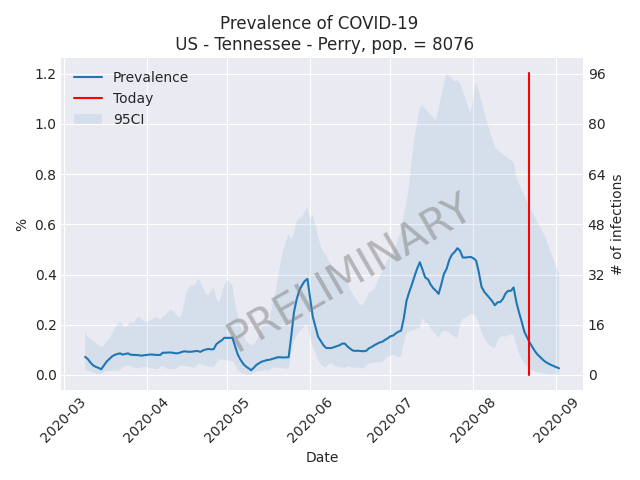 Prevalence of COVID-19
US - Tennessee - Perry, pop. = 8076
Prevalence
Today
95CI
PRELIMINARY
%
1.2
1.0
0.8
0.6
0.4
0.2
0.0
96
80
64
48
32
16
0
# of infections
2020-03
2020-04
2020-05
2020-06
2020-07
2020-08
2020-09
Date